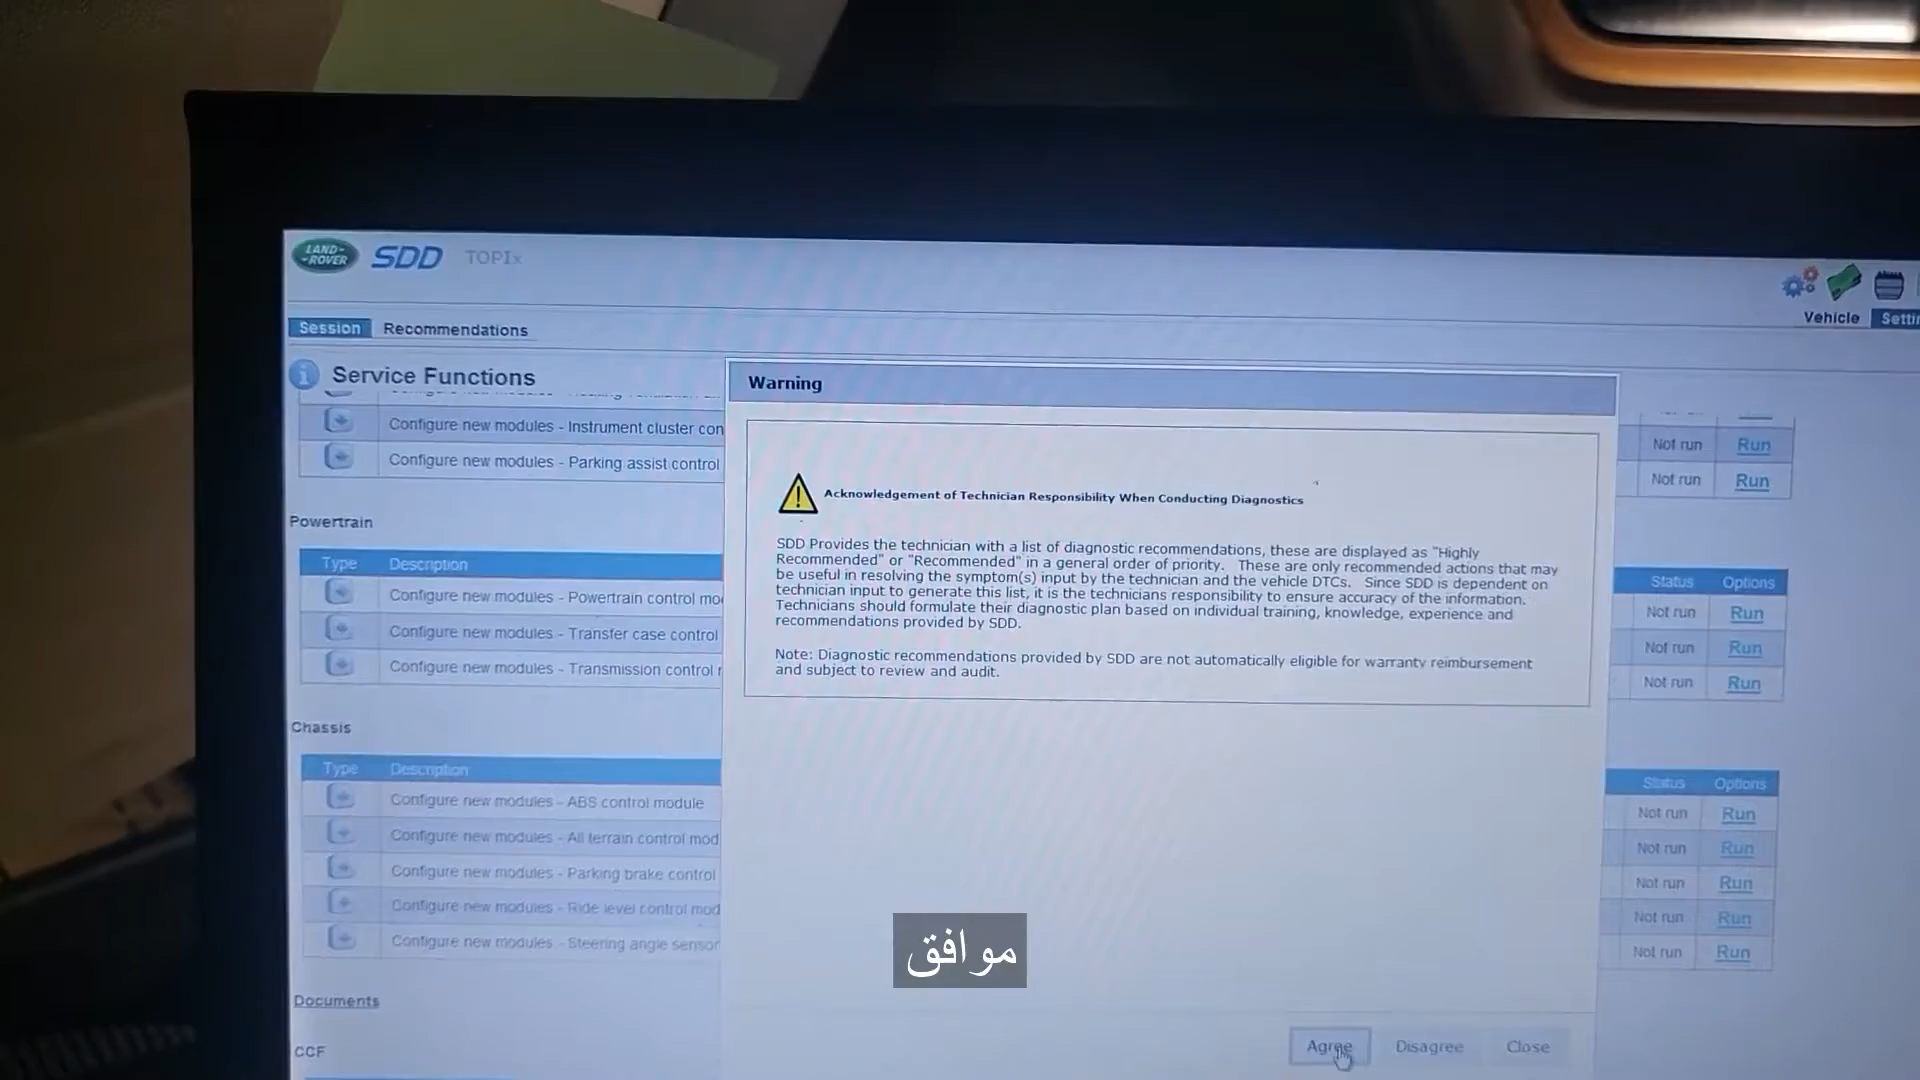 LAND-
-ROVER
SDD TOPIx
Vehicle
Session Recommendations
Service Functions
Configure new modules - Instrument cluster con
Not run Run
Configure new modules - Parking assist control
Not run Run
Powertrain
Type Description
Status Options
Configure new modules - Powertrain control mo
Not run Run
Configure new modules - Transfer case control
Not run Run
Configure new modules - Transmission control
Not run Run
Chassis
Type Description
Status Options
Configure new modules - ABS control module
Not run Run
Configure new modules - All terrain control mod
Not run Run
Configure new modules - Parking brake control
Not run Run
Configure new modules - Ride level control mod
Not run Run
Configure new modules - Steering angle sensor
Not run Run
Documents
CCF
Warning
Acknowledgement of Technician Responsibility When Conducting Diagnostics
SDD Provides the technician with a list of diagnostic recommendations, these are displayed as "Highly
Recommended" or "Recommended" in a general order of priority. These are only recommended actions that may
be useful in resolving the symptom(s) input by the technician and the vehicle DTCs. Since SDD is dependent on
technician input to generate this list, it is the technicians responsibility to ensure accuracy of the information.
Technicians should formulate their diagnostic plan based on individual training, knowledge, experience and
recommendations provided by SDD.
Note: Diagnostic recommendations provided by SDD are not automatically eligible for warranty reimbursement
and subject to review and audit.
موافق
Agree Disagree Close